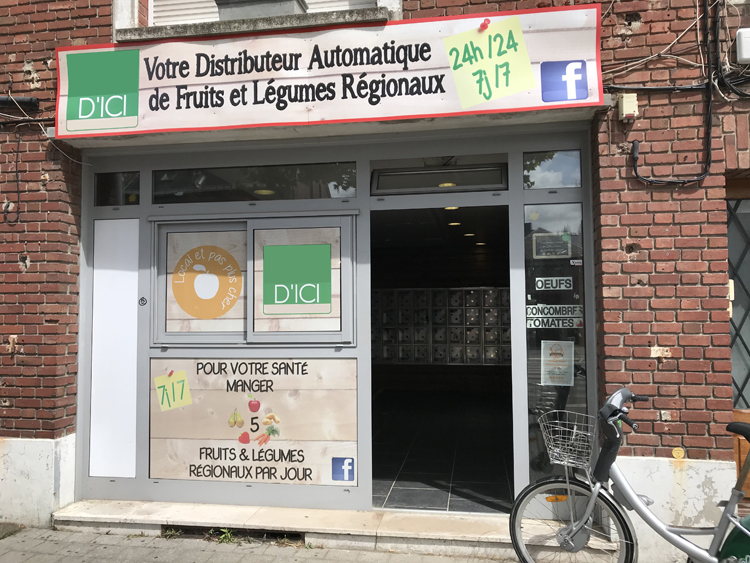 D'ICI
Votre Distributeur Automatique
de Fruits et Légumes Régionaux
24h/24
7j/7
f
Local et pas plus cher
D'ICI
OEUFS
CONCOMBRE
TOMATES
POUR VOTRE SANTÉ
MANGER
7j/7
5
FRUITS & LÉGUMES
RÉGIONAUX PAR JOUR
f